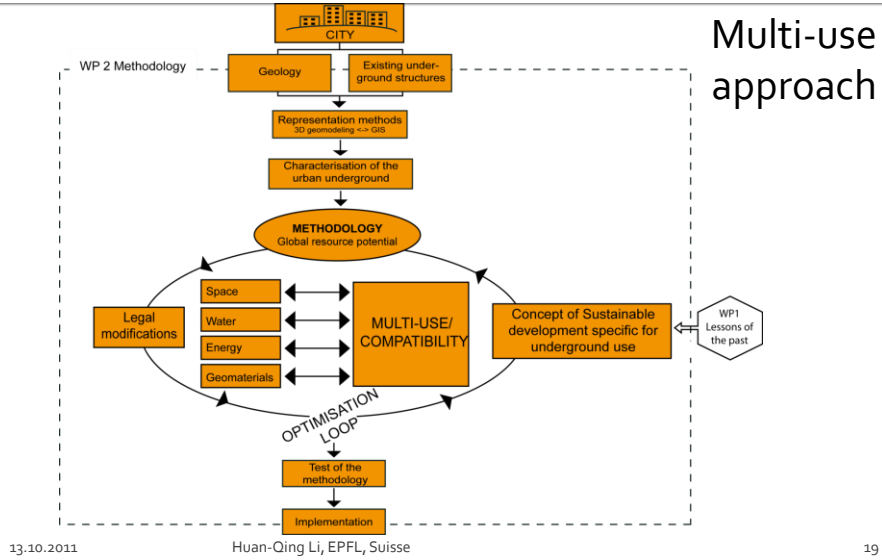 Multi-use
approach
CITY
WP 2 Methodology
Geology
Existing under-
ground structures
Representation methods
3D geomodeling <-> GIS
Characterisation of the
urban underground
METHODOLOGY
Global resource potential
Legal
modifications
Space
Water
Energy
Geomaterials
MULTI-USE/
COMPATIBILITY
Concept of Sustainable
development specific for
underground use
WP1
Lessons of
the past
OPTIMISATION
LOOP
Test of the
methodology
Implementation
13.10.2011
Huan-Qing Li, EPFL, Suisse
19